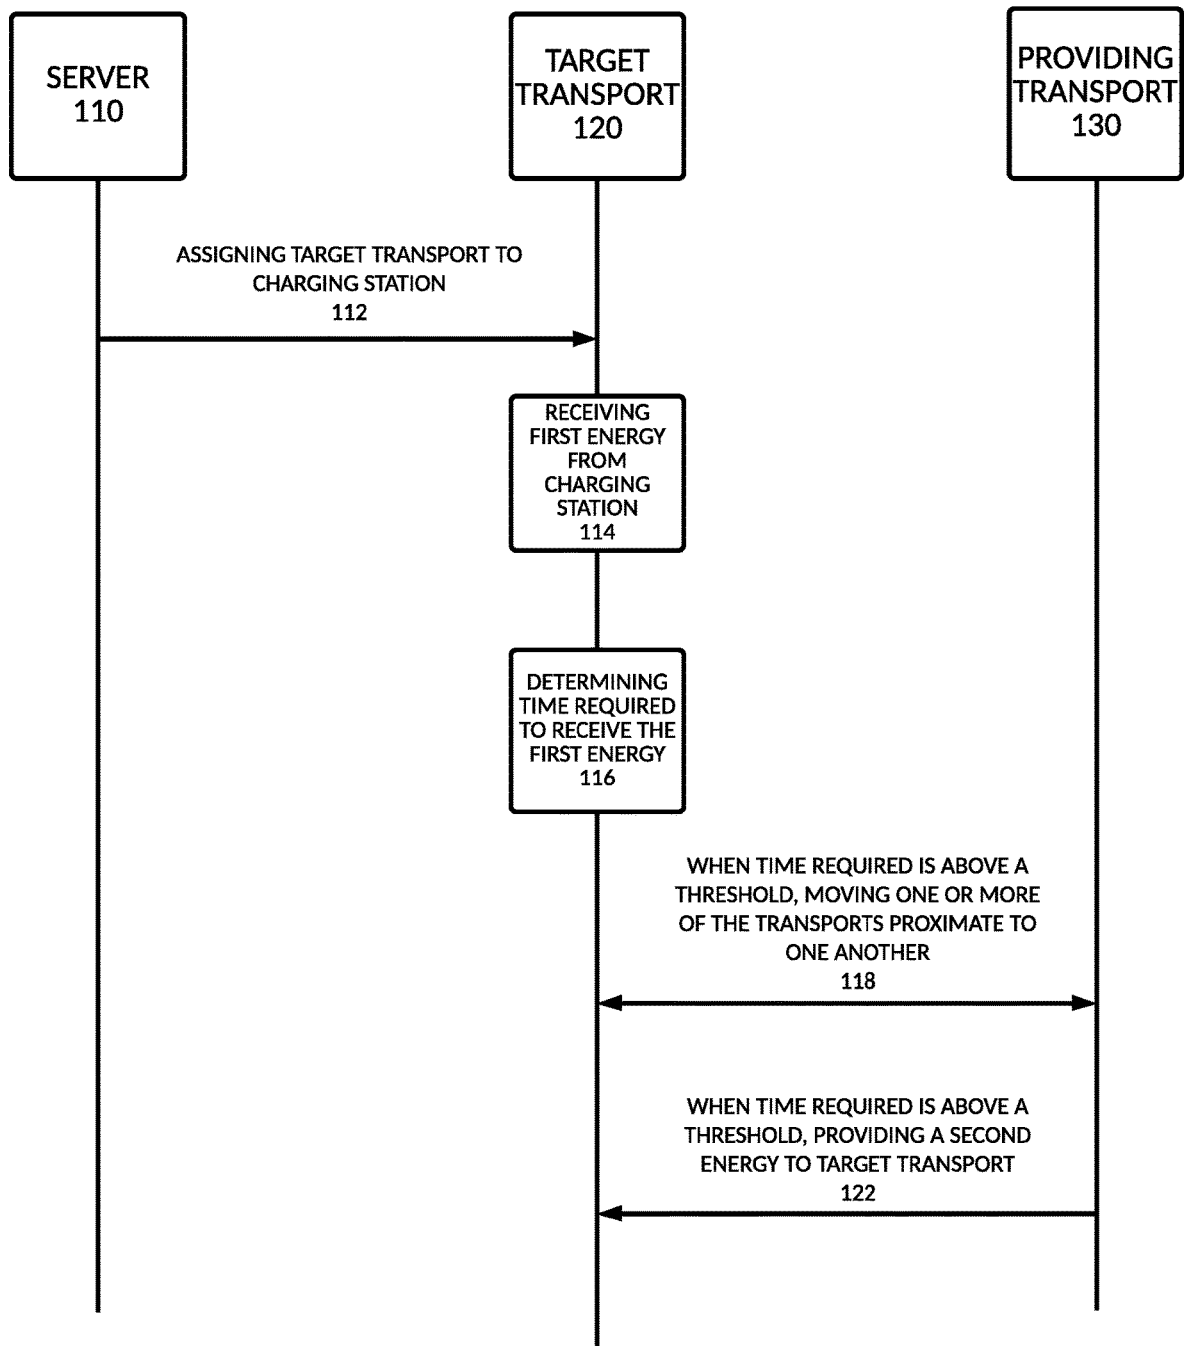 SERVER
110
TARGET
TRANSPORT
120
PROVIDING
TRANSPORT
130
ASSIGNING TARGET TRANSPORT TO
CHARGING STATION
112
RECEIVING
FIRST ENERGY
FROM
CHARGING
STATION
114
DETERMINING
TIME REQUIRED
TO RECEIVE THE
FIRST ENERGY
116
WHEN TIME REQUIRED IS ABOVE A
THRESHOLD, MOVING ONE OR MORE
OF THE TRANSPORTS PROXIMATE TO
ONE ANOTHER
118
WHEN TIME REQUIRED IS ABOVE A
THRESHOLD, PROVIDING A SECOND
ENERGY TO TARGET TRANSPORT
122